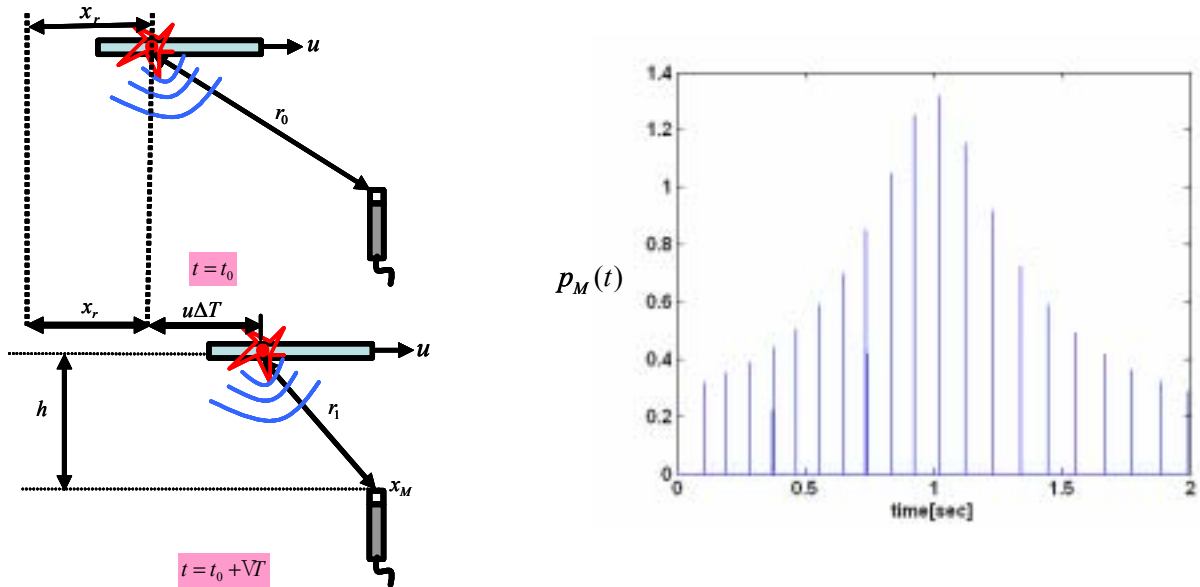 x_r
u
r_0
t = t_0
x_r
uΔT
u
h
r_1
x_M
t = t_0 + VT
p_M(t)
1.4
1.2
1
0.8
0.6
0.4
0.2
0
0
0.5
1
1.5
2
time[sec]